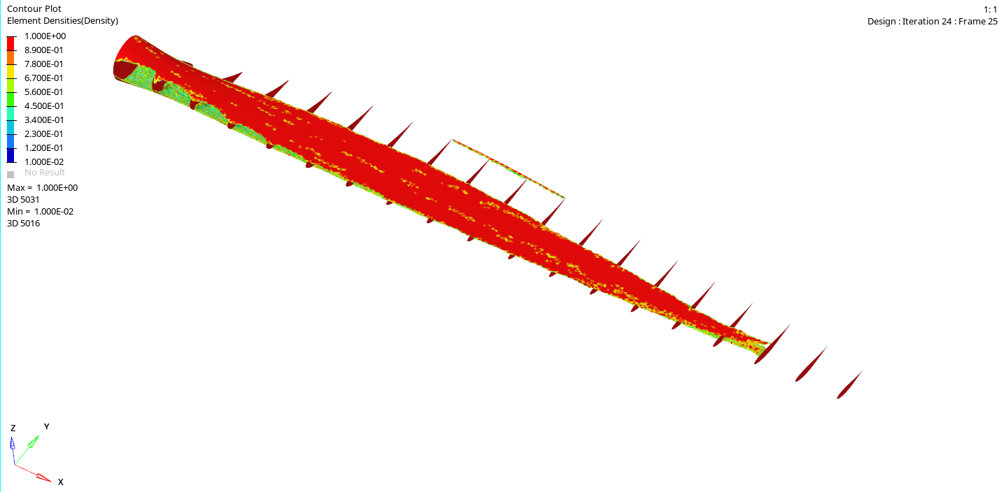 Contour Plot
Element Densities(Density)
1.000E+00
8.900E-01
7.800E-01
6.700E-01
5.600E-01
4.500E-01
3.400E-01
2.300E-01
1.200E-01
1.000E-02
No Result
Max = 1.000E+00
3D 5031
Min = 1.000E-02
3D 5016
1: 1
Design : Iteration 24 : Frame 25
Z
Y
X